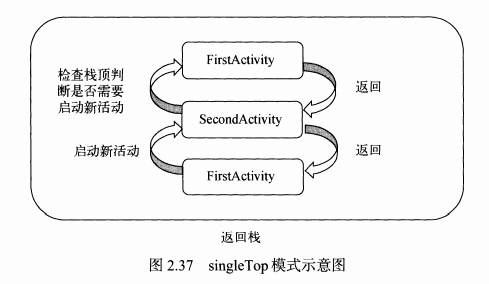 FirstActivity
检查栈顶判
断是否需要
启动新活动
返回
SecondActivity
启动新活动
返回
FirstActivity
返回栈
图 2.37 singleTop 模式示意图